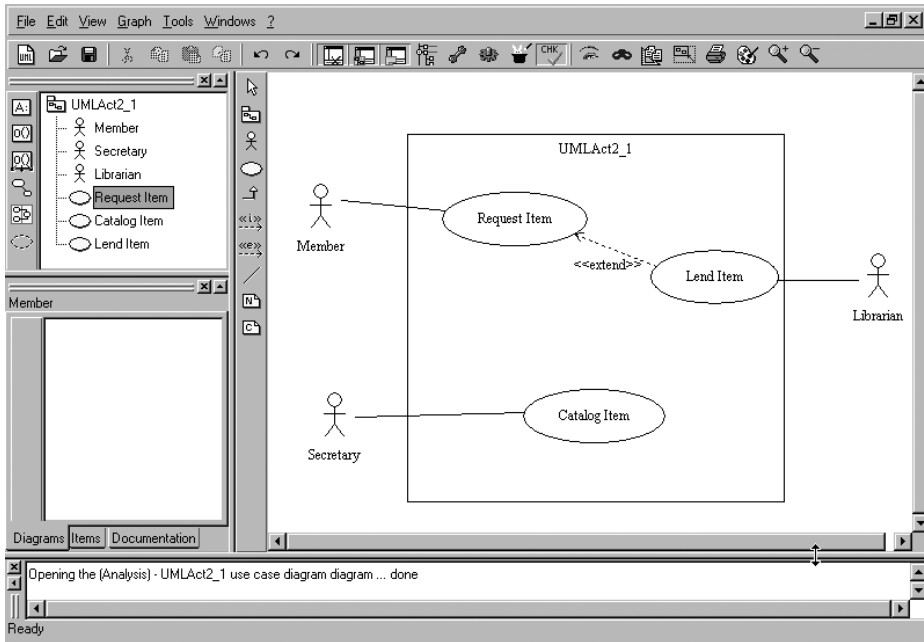 File Edit View Graph Tools Windows ?
UML
CHK
A:
UMLAct2_1
Member
Secretary
Librarian
Request Item
Catalog Item
Lend Item
«i»
«e»
N
C
Member
Diagrams Items Documentation
UMLAct2_1
Request Item
Member
<<extend>>
Lend Item
Librarian
Catalog Item
Secretary
Opening the (Analysis) - UMLAct2_1 use case diagram diagram ... done
Ready